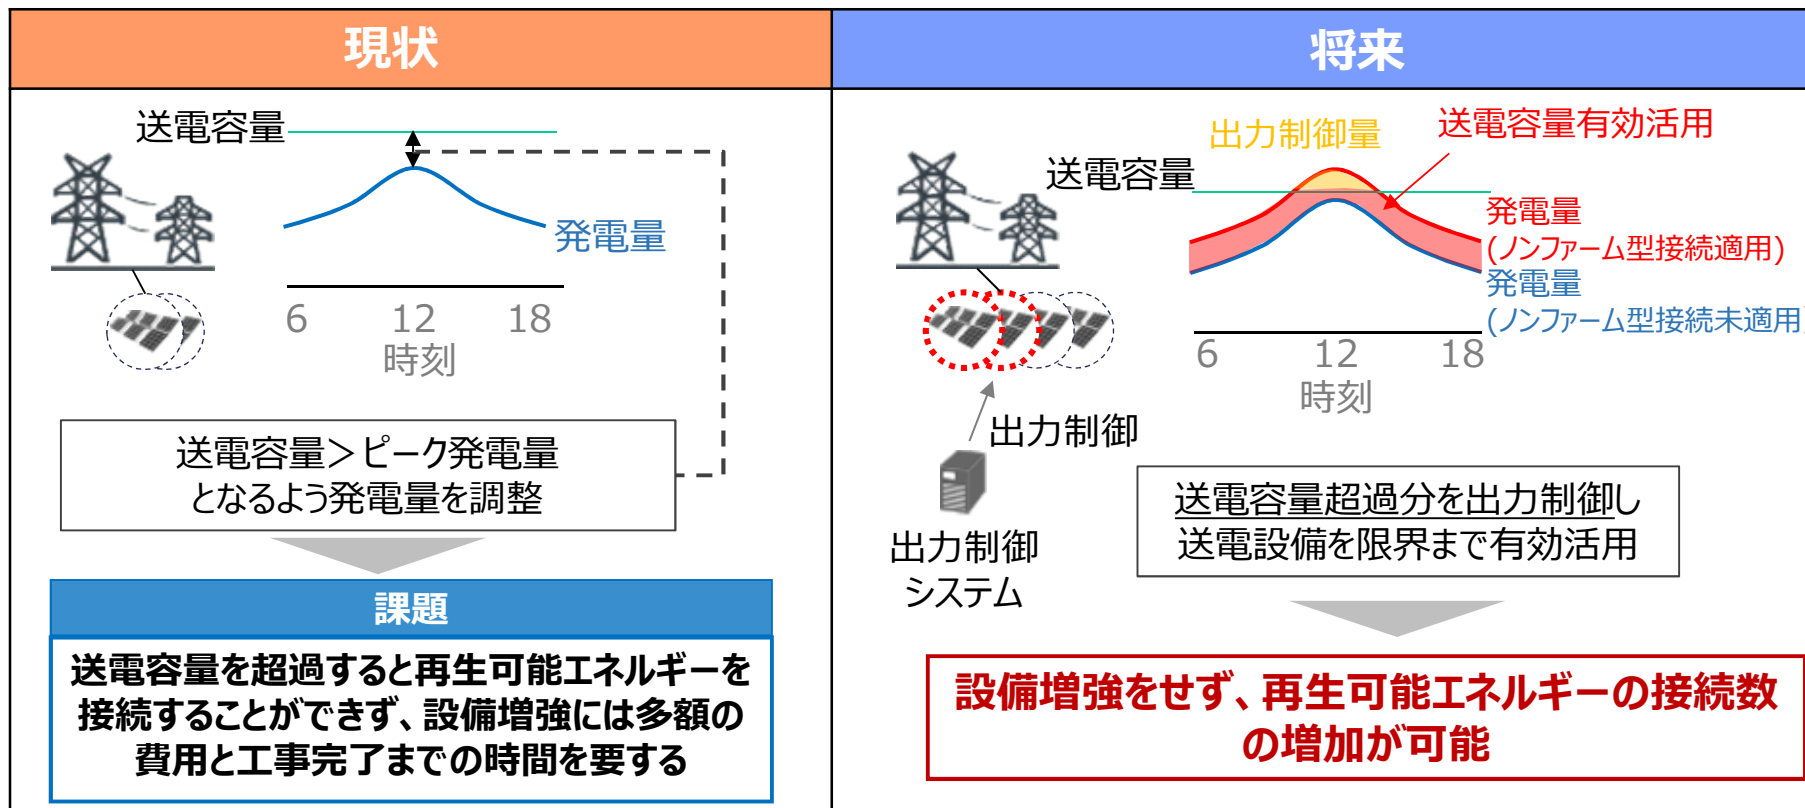 現状
送電容量
発電量
6 12 18
時刻
送電容量＞ピーク発電量
となるよう発電量を調整
課題
送電容量を超過すると再生可能エネルギーを
接続することができず、設備増強には多額の
費用と工事完了までの時間を要する
将来
出力制御量
送電容量有効活用
送電容量
発電量
(ノンファーム型接続適用)
発電量
(ノンファーム型接続未適用)
6 12 18
時刻
出力制御
出力制御
システム
送電容量超過分を出力制御し
送電設備を限界まで有効活用
設備増強をせず、再生可能エネルギーの接続数
の増加が可能